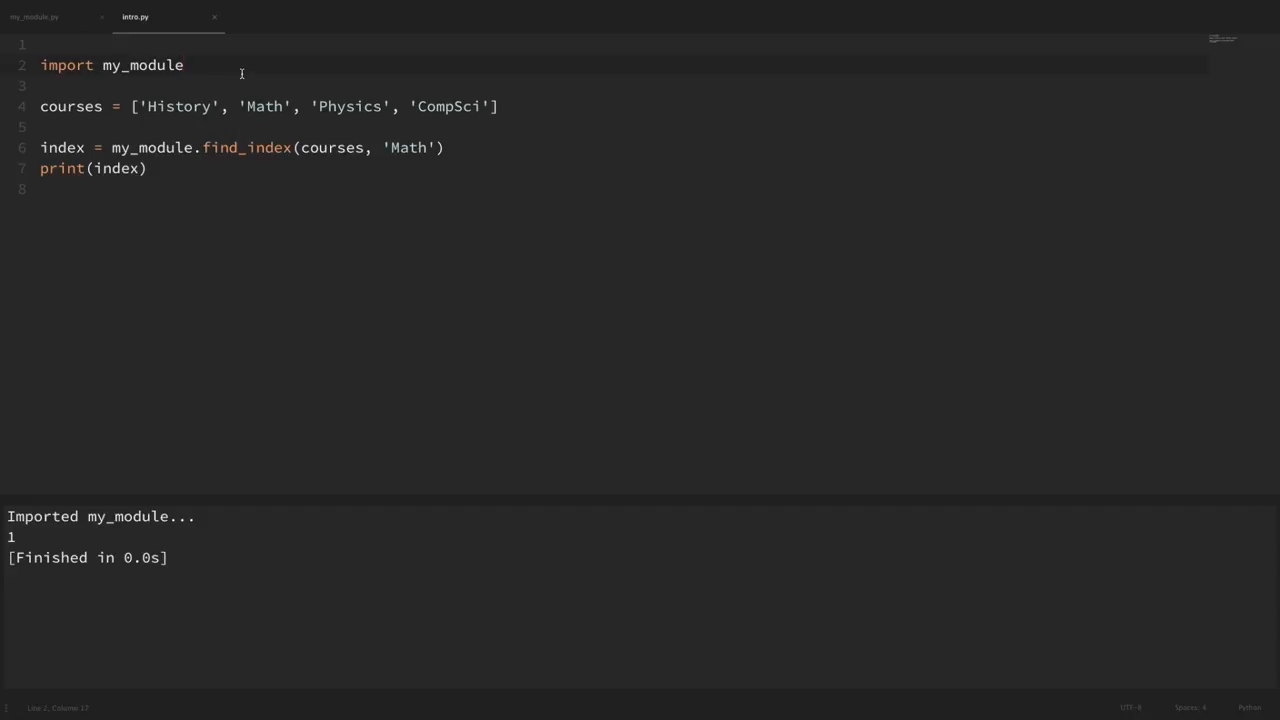 my_module.py × intro.py ×
1
2 import my_module
3
4 courses = ['History', 'Math', 'Physics', 'CompSci']
5
6 index = my_module.find_index(courses, 'Math')
7 print(index)
8
Imported my_module...
1
[Finished in 0.0s]
Line 2, Column 17 UTF-8 Spaces: 4 Python